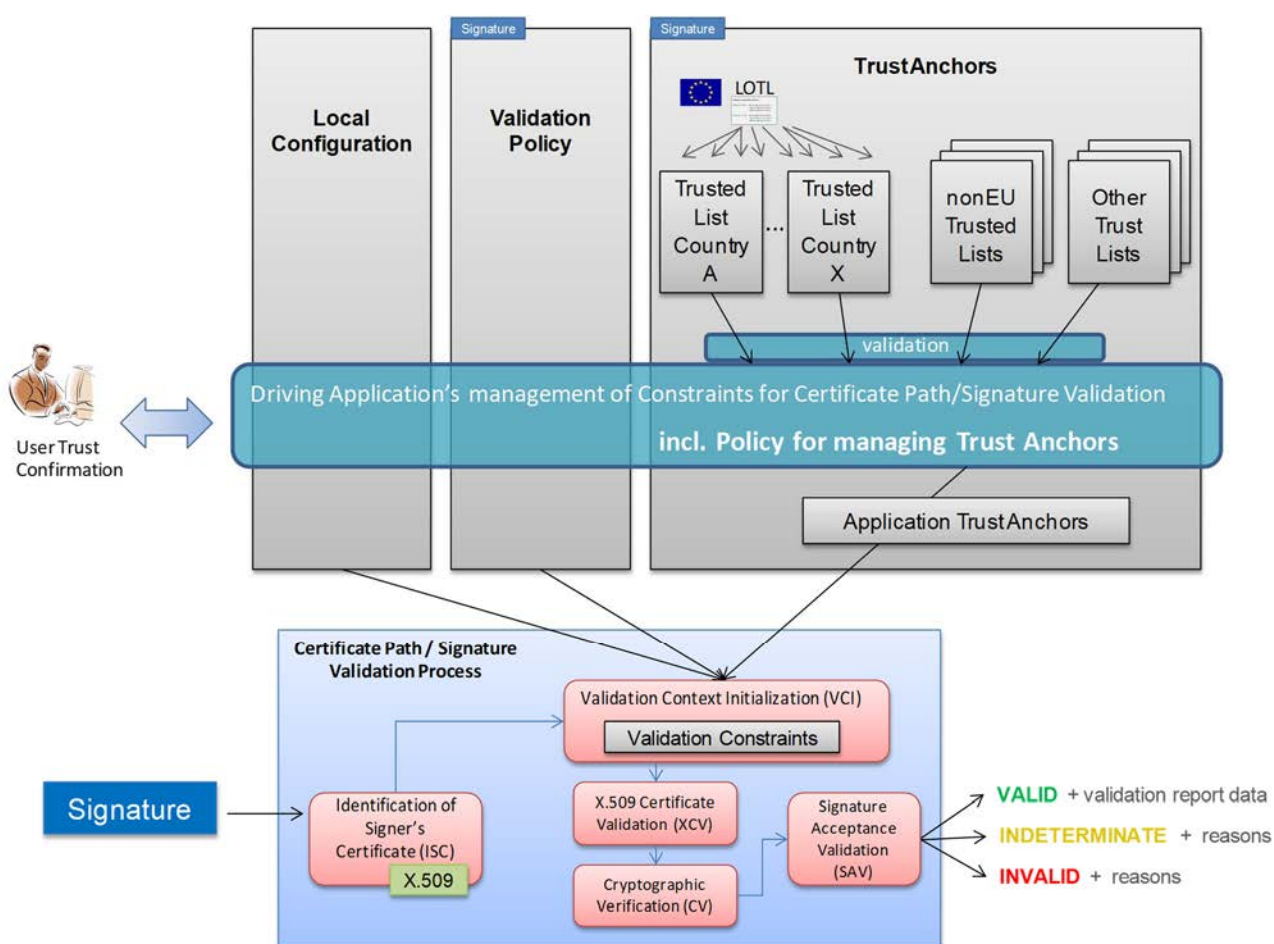 Signature
Signature
Local
Configuration
Validation
Policy
TrustAnchors
LOTL
Trusted
List
Country
A
...
Trusted
List
Country
X
nonEU
Trusted
Lists
Other
Trust
Lists
validation
Driving Application's management of Constraints for Certificate Path/Signature Validation
incl. Policy for managing Trust Anchors
User Trust
Confirmation
Application TrustAnchors
Certificate Path / Signature
Validation Process
Validation Context Initialization (VCI)
Validation Constraints
Signature
Identification of
Signer's
Certificate (ISC)
X.509
X.509 Certificate
Validation (XCV)
Cryptographic
Verification (CV)
Signature
Acceptance
Validation
(SAV)
VALID + validation report data
INDETERMINATE + reasons
INVALID + reasons